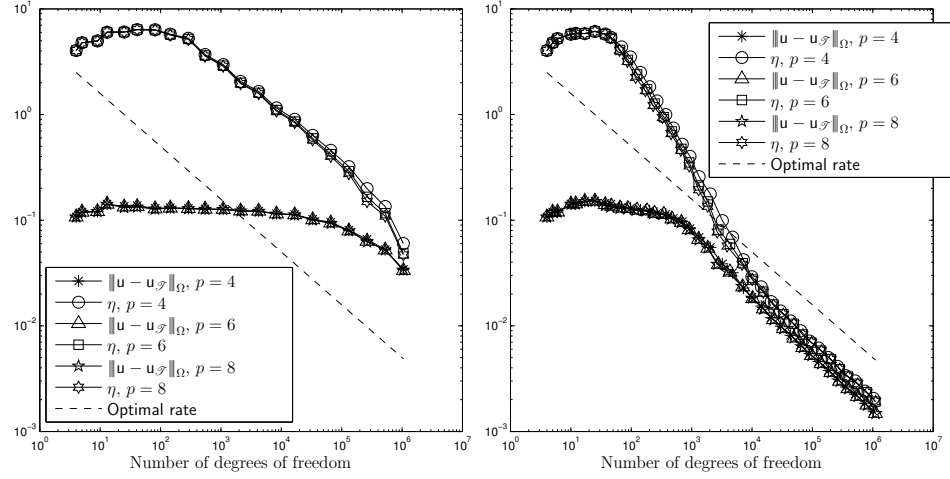 10^1
10^0
10^{-1}
10^{-2}
10^{-3}
10^0 10^1 10^2 10^3 10^4 10^5 10^6 10^7
Number of degrees of freedom
⦀u − u_𝒯⦀_Ω, p = 4
η, p = 4
⦀u − u_𝒯⦀_Ω, p = 6
η, p = 6
⦀u − u_𝒯⦀_Ω, p = 8
η, p = 8
Optimal rate
10^1
10^0
10^{-1}
10^{-2}
10^{-3}
10^0 10^1 10^2 10^3 10^4 10^5 10^6 10^7
Number of degrees of freedom
⦀u − u_𝒯⦀_Ω, p = 4
η, p = 4
⦀u − u_𝒯⦀_Ω, p = 6
η, p = 6
⦀u − u_𝒯⦀_Ω, p = 8
η, p = 8
Optimal rate